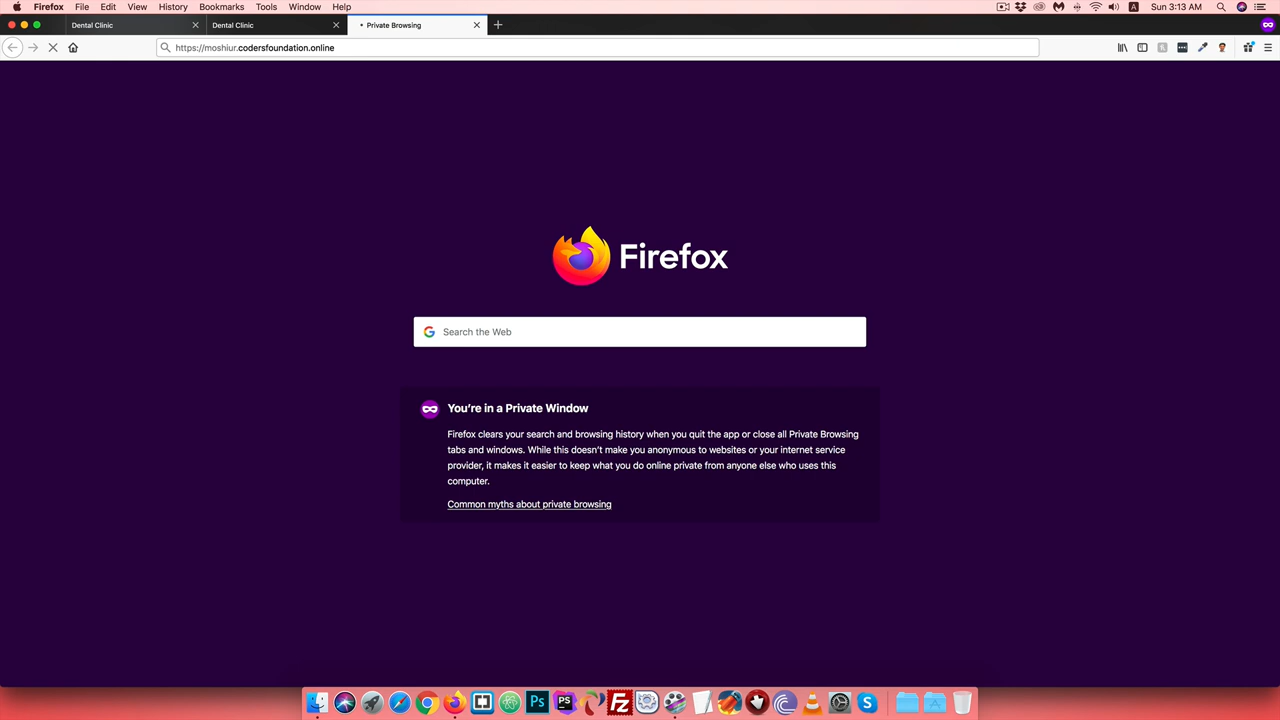 Firefox File Edit View History Bookmarks Tools Window Help Sun 3:13 AM
Dental Clinic Dental Clinic Private Browsing
https://moshiur.codersfoundation.online
Firefox
Search the Web
You're in a Private Window
Firefox clears your search and browsing history when you quit the app or close all Private Browsing
tabs and windows. While this doesn't make you anonymous to websites or your internet service
provider, it makes it easier to keep what you do online private from anyone else who uses this
computer.
Common myths about private browsing
Ps PS FZ